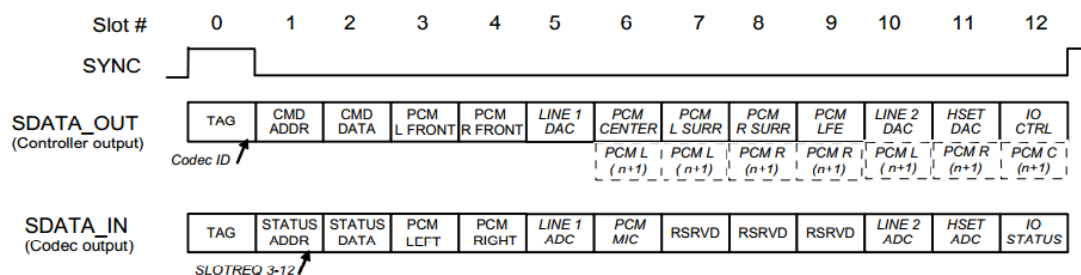 Slot # 0 1 2 3 4 5 6 7 8 9 10 11 12
SYNC
SDATA_OUT
(Controller output)
TAG
CMD ADDR
CMD DATA
PCM L FRONT
PCM R FRONT
LINE 1 DAC
PCM CENTER
PCM L SURR
PCM R SURR
PCM LFE
LINE 2 DAC
HSET DAC
IO CTRL
Codec ID
PCM L (n+1)
PCM L (n+1)
PCM R (n+1)
PCM R (n+1)
PCM L (n+1)
PCM R (n+1)
PCM C (n+1)
SDATA_IN
(Codec output)
TAG
STATUS ADDR
STATUS DATA
PCM LEFT
PCM RIGHT
LINE 1 ADC
PCM MIC
RSRVD
RSRVD
RSRVD
LINE 2 ADC
HSET ADC
IO STATUS
SLOTREQ 3-12